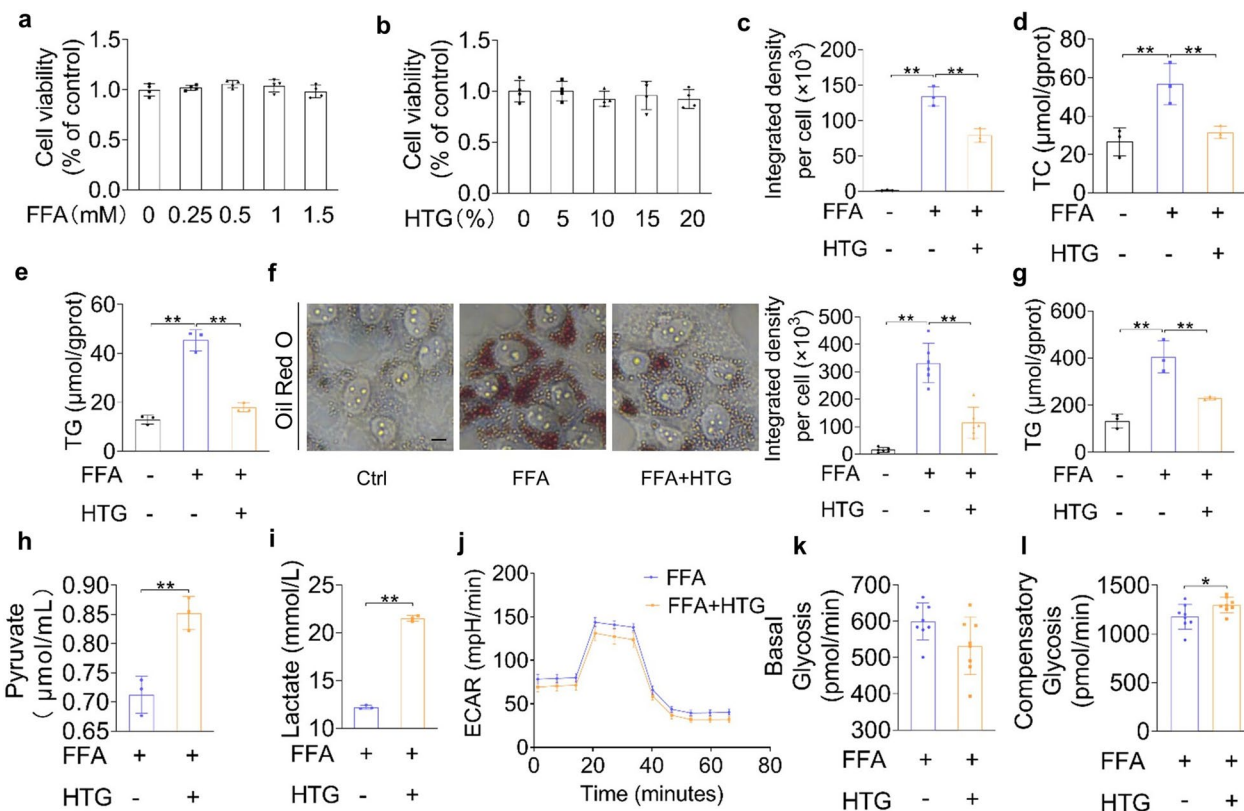 a
Cell viability
(% of control)
1.5
1.0
0.5
0.0
FFA(mM) 0 0.25 0.5 1 1.5
b
Cell viability
(% of control)
1.5
1.0
0.5
0.0
HTG(%) 0 5 10 15 20
c
Integrated density
per cell (×10³)
200
150
100
50
0
** **
FFA - + +
HTG - - +
d
TC (μmol/gprot)
80
60
40
20
0
** **
FFA - + +
HTG - - +
e
TG (μmol/gprot)
60
40
20
0
** **
FFA - + +
HTG - - +
f
Oil Red O
Ctrl FFA FFA+HTG
Integrated density
per cell (×10³)
500
400
300
200
100
0
** **
FFA - + +
HTG - - +
g
TG (μmol/gprot)
600
400
200
0
** **
FFA - + +
HTG - - +
h
Pyruvate
( μmol/mL)
0.90
0.85
0.80
0.75
0.70
0.65
**
FFA + +
HTG - +
i
Lactate (mmol/L)
25
20
15
10
**
FFA + +
HTG - +
j
ECAR (mpH/min)
200
150
100
50
0
FFA
FFA+HTG
0 20 40 60 80
Time (minutes)
k
Basal
Glycosis
(pmol/min)
700
600
500
400
300
FFA + +
HTG - +
l
Compensatory
Glycosis
(pmol/min)
1500
1000
500
0
*
FFA + +
HTG - +